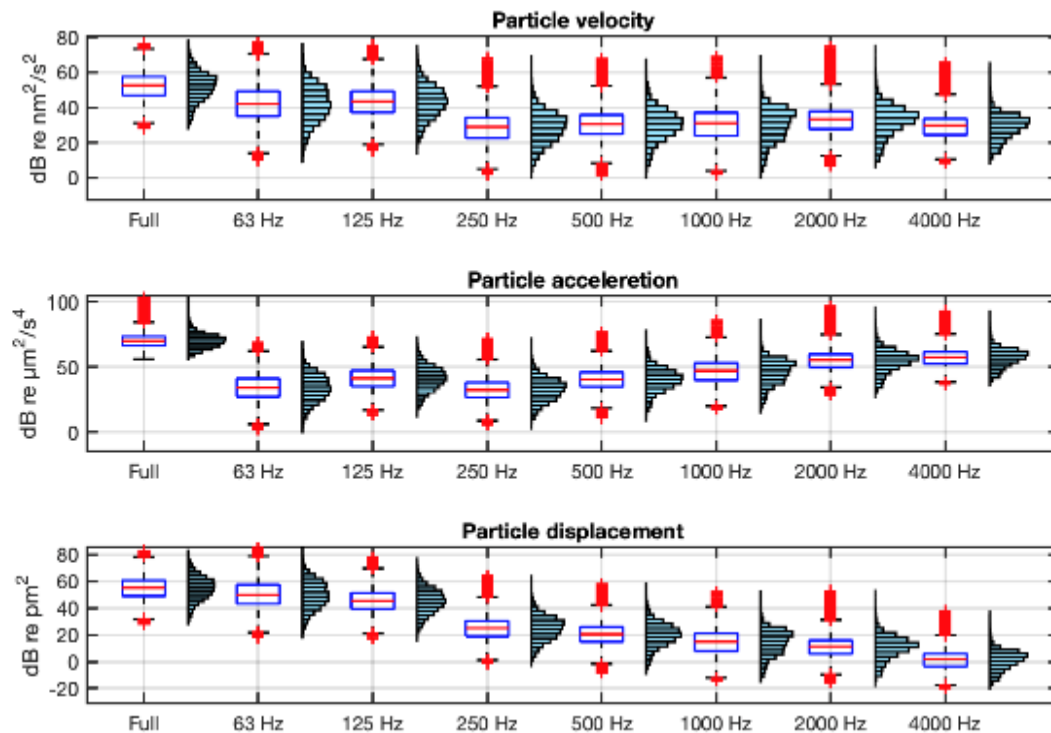 Particle velocity
dB re nm²/s²
80
60
40
20
0
Full 63 Hz 125 Hz 250 Hz 500 Hz 1000 Hz 2000 Hz 4000 Hz
Particle acceleretion
dB re μm²/s⁴
100
50
0
Full 63 Hz 125 Hz 250 Hz 500 Hz 1000 Hz 2000 Hz 4000 Hz
Particle displacement
dB re pm²
80
60
40
20
0
-20
Full 63 Hz 125 Hz 250 Hz 500 Hz 1000 Hz 2000 Hz 4000 Hz